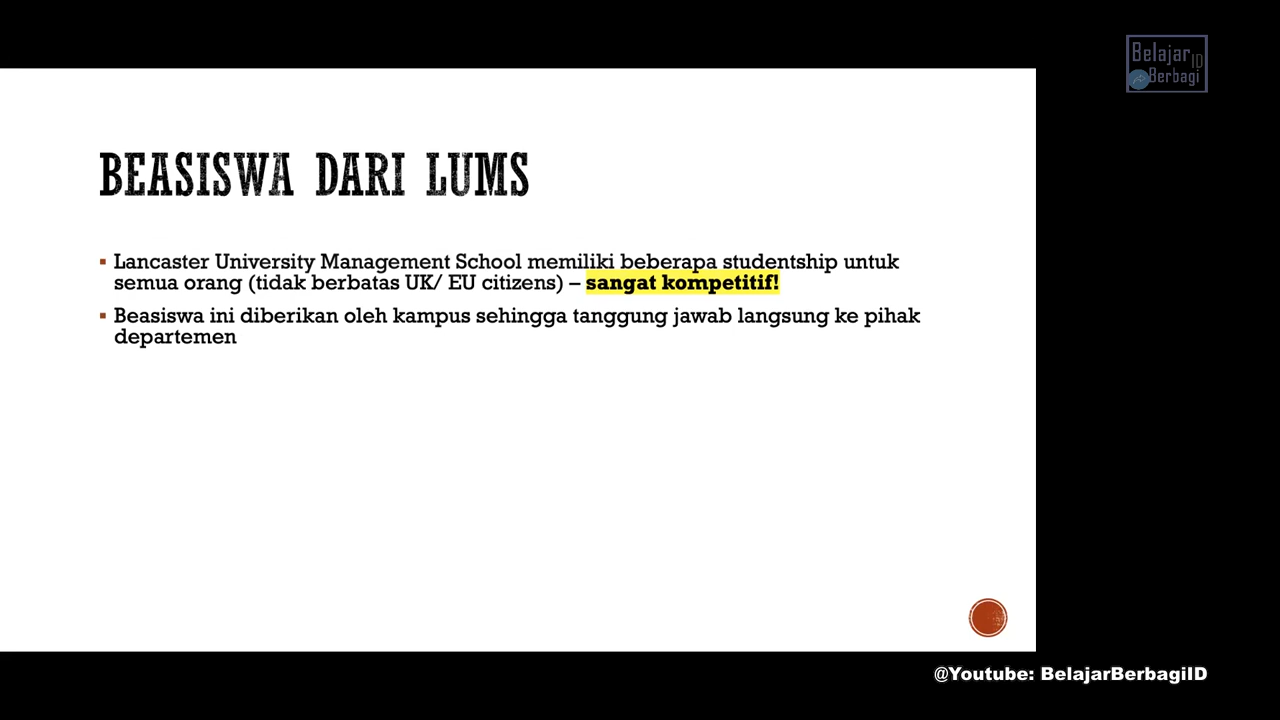 Belajar ID
Berbagi
BEASISWA DARI LUMS
▪ Lancaster University Management School memiliki beberapa studentship untuk
semua orang (tidak berbatas UK/ EU citizens) – sangat kompetitif!
▪ Beasiswa ini diberikan oleh kampus sehingga tanggung jawab langsung ke pihak
departemen
@Youtube: BelajarBerbagiID